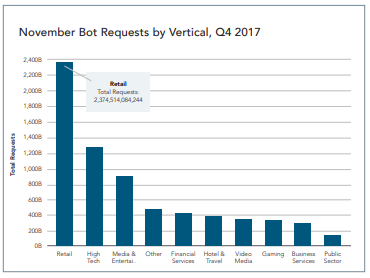 November Bot Requests by Vertical, Q4 2017
Total Requests
2,400B
2,200B
2,000B
1,800B
1,600B
1,400B
1,200B
1,000B
800B
600B
400B
200B
0B
Retail
Total Requests
2,374,514,084,244
Retail
High
Tech
Media &
Entertai..
Other
Financial
Services
Hotel &
Travel
Video
Media
Gaming
Business
Services
Public
Sector